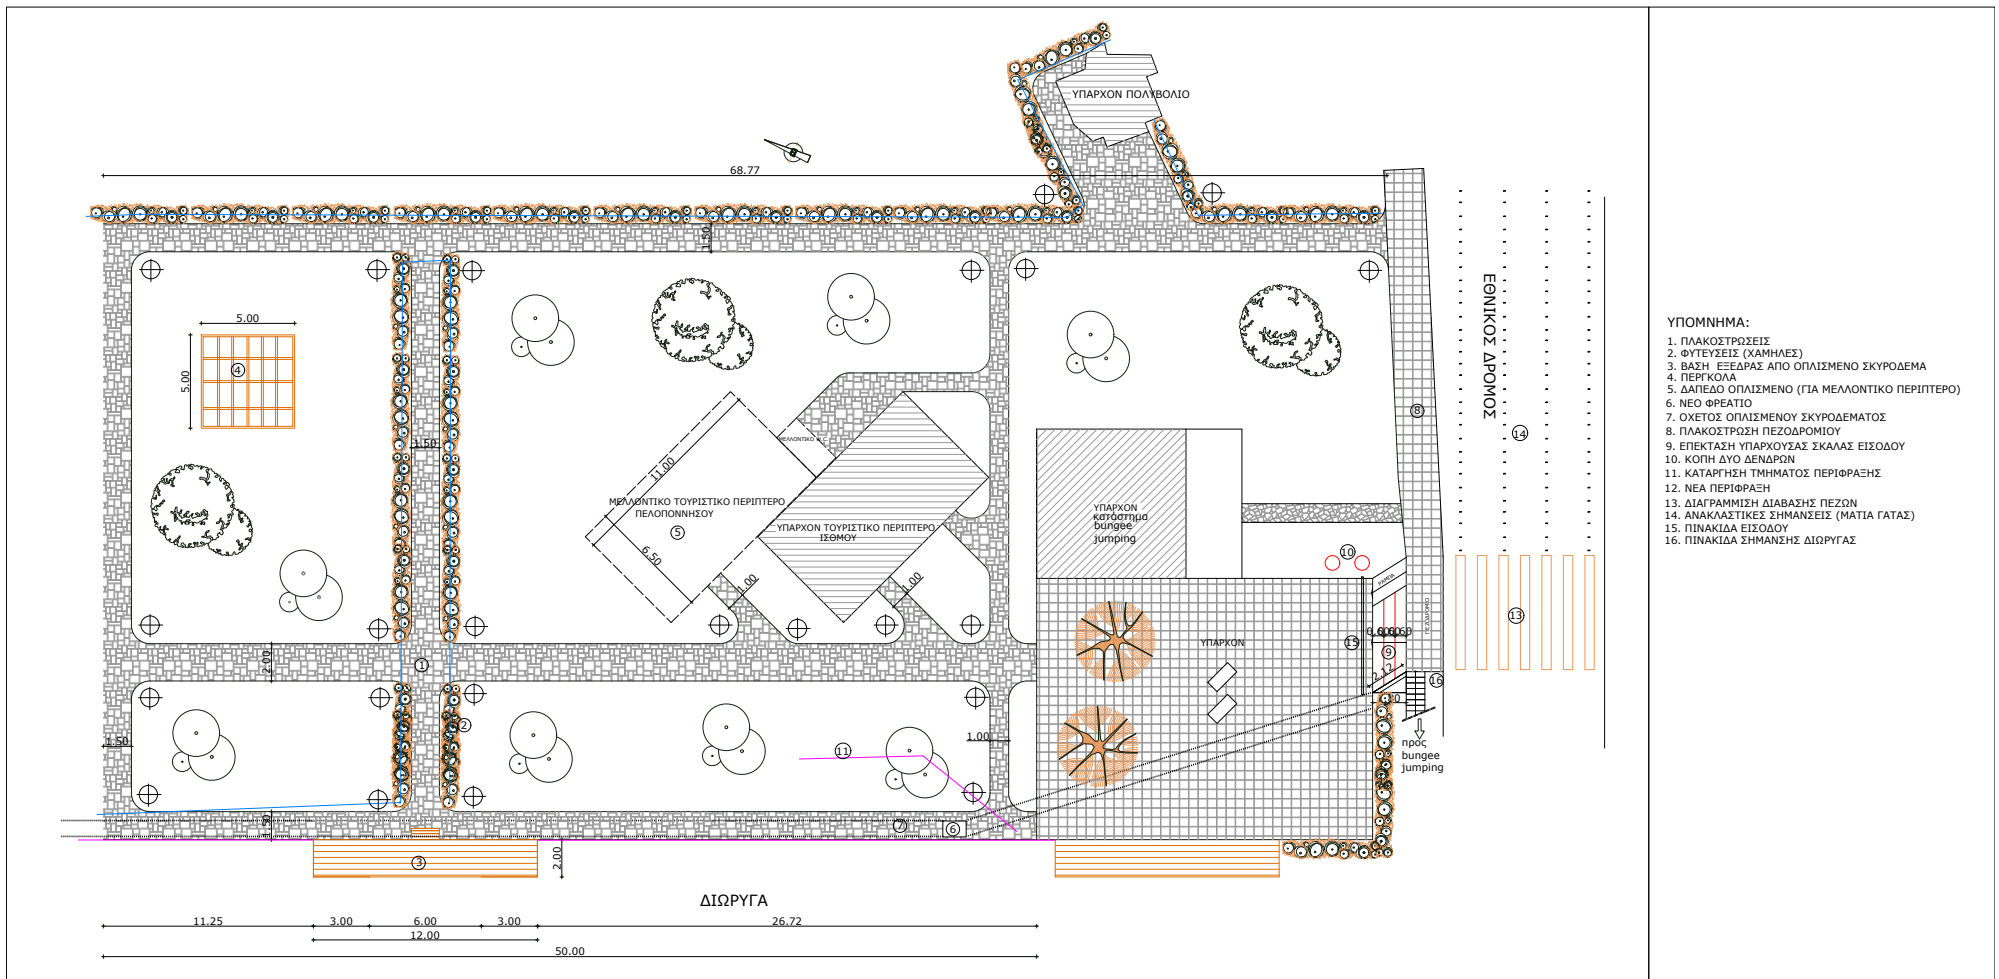 ΥΠΑΡΧΟΝ ΠΟΛΥΒΟΛΙΟ
68.77
1.50
ΕΘΝΙΚΟΣ ΔΡΟΜΟΣ
5.00
5.00
4
1.50
8
14
ΜΕΛΛΟΝΤΙΚΟ W.C.
11.00
ΜΕΛΛΟΝΤΙΚΟ ΤΟΥΡΙΣΤΙΚΟ ΠΕΡΙΠΤΕΡΟ
ΠΕΛΟΠΟΝΝΗΣΟΥ
5
6.50
ΥΠΑΡΧΟΝ ΤΟΥΡΙΣΤΙΚΟ ΠΕΡΙΠΤΕΡΟ
ΙΣΘΜΟΥ
ΥΠΑΡΧΟΝ
κατάστημα
bungee
jumping
10
ΡΑΜΠΑ
ΠΕΖΟΔΡΟΜΙΟ
1.00
1.00
13
ΥΠΑΡΧΟΝ
15
9
2.12
16
2.00
1
2
1.50
11
1.00
προς
bungee
jumping
1.50
7
6
3
2.00
ΔΙΩΡΥΓΑ
11.25
3.00
6.00
3.00
26.72
12.00
50.00
ΥΠΟΜΝΗΜΑ:
1. ΠΛΑΚΟΣΤΡΩΣΕΙΣ
2. ΦΥΤΕΥΣΕΙΣ (ΧΑΜΗΛΕΣ)
3. ΒΑΣΗ ΕΞΕΔΡΑΣ ΑΠΟ ΟΠΛΙΣΜΕΝΟ ΣΚΥΡΟΔΕΜΑ
4. ΠΕΡΓΚΟΛΑ
5. ΔΑΠΕΔΟ ΟΠΛΙΣΜΕΝΟ (ΓΙΑ ΜΕΛΛΟΝΤΙΚΟ ΠΕΡΙΠΤΕΡΟ)
6. ΝΕΟ ΦΡΕΑΤΙΟ
7. ΟΧΕΤΟΣ ΟΠΛΙΣΜΕΝΟΥ ΣΚΥΡΟΔΕΜΑΤΟΣ
8. ΠΛΑΚΟΣΤΡΩΣΗ ΠΕΖΟΔΡΟΜΙΟΥ
9. ΕΠΕΚΤΑΣΗ ΥΠΑΡΧΟΥΣΑΣ ΣΚΑΛΑΣ ΕΙΣΟΔΟΥ
10. ΚΟΠΗ ΔΥΟ ΔΕΝΔΡΩΝ
11. ΚΑΤΑΡΓΗΣΗ ΤΜΗΜΑΤΟΣ ΠΕΡΙΦΡΑΞΗΣ
12. ΝΕΑ ΠΕΡΙΦΡΑΞΗ
13. ΔΙΑΓΡΑΜΜΙΣΗ ΔΙΑΒΑΣΗΣ ΠΕΖΩΝ
14. ΑΝΑΚΛΑΣΤΙΚΕΣ ΣΗΜΑΝΣΕΙΣ (ΜΑΤΙΑ ΓΑΤΑΣ)
15. ΠΙΝΑΚΙΔΑ ΕΙΣΟΔΟΥ
16. ΠΙΝΑΚΙΔΑ ΣΗΜΑΝΣΗΣ ΔΙΩΡΥΓΑΣ